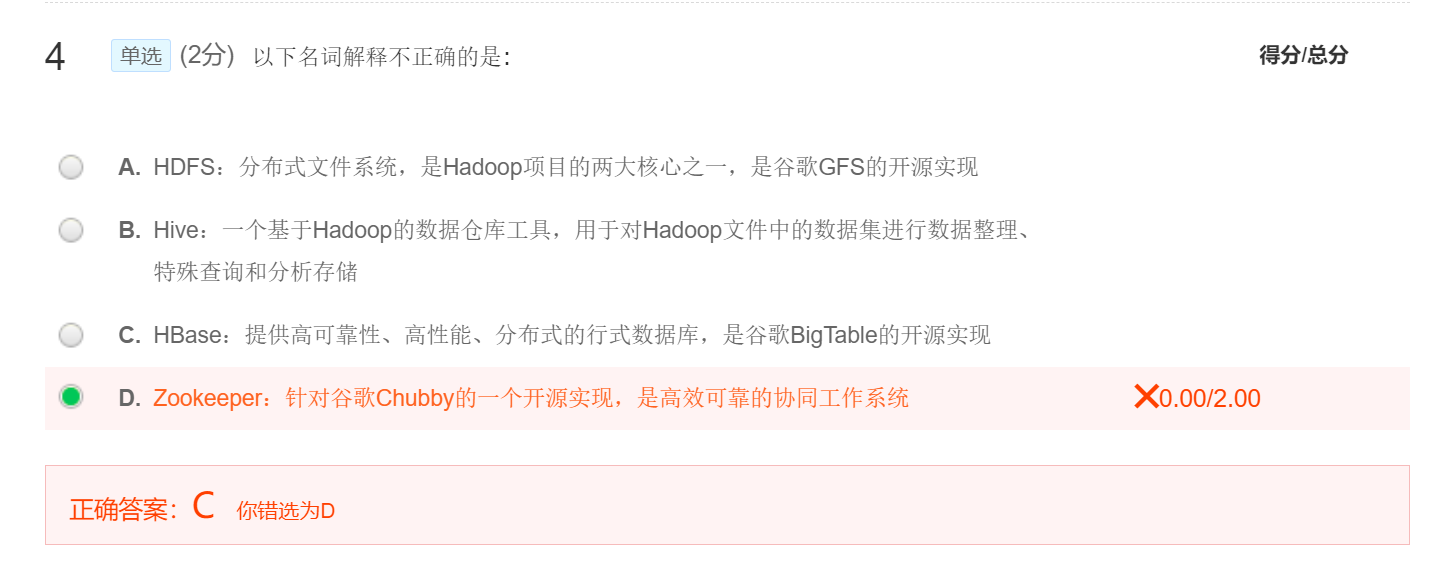 4 单选 (2分) 以下名词解释不正确的是: 得分/总分
A. HDFS：分布式文件系统，是Hadoop项目的两大核心之一，是谷歌GFS的开源实现
B. Hive：一个基于Hadoop的数据仓库工具，用于对Hadoop文件中的数据集进行数据整理、
特殊查询和分析存储
C. HBase：提供高可靠性、高性能、分布式的行式数据库，是谷歌BigTable的开源实现
D. Zookeeper：针对谷歌Chubby的一个开源实现，是高效可靠的协同工作系统 0.00/2.00
正确答案：C 你错选为D